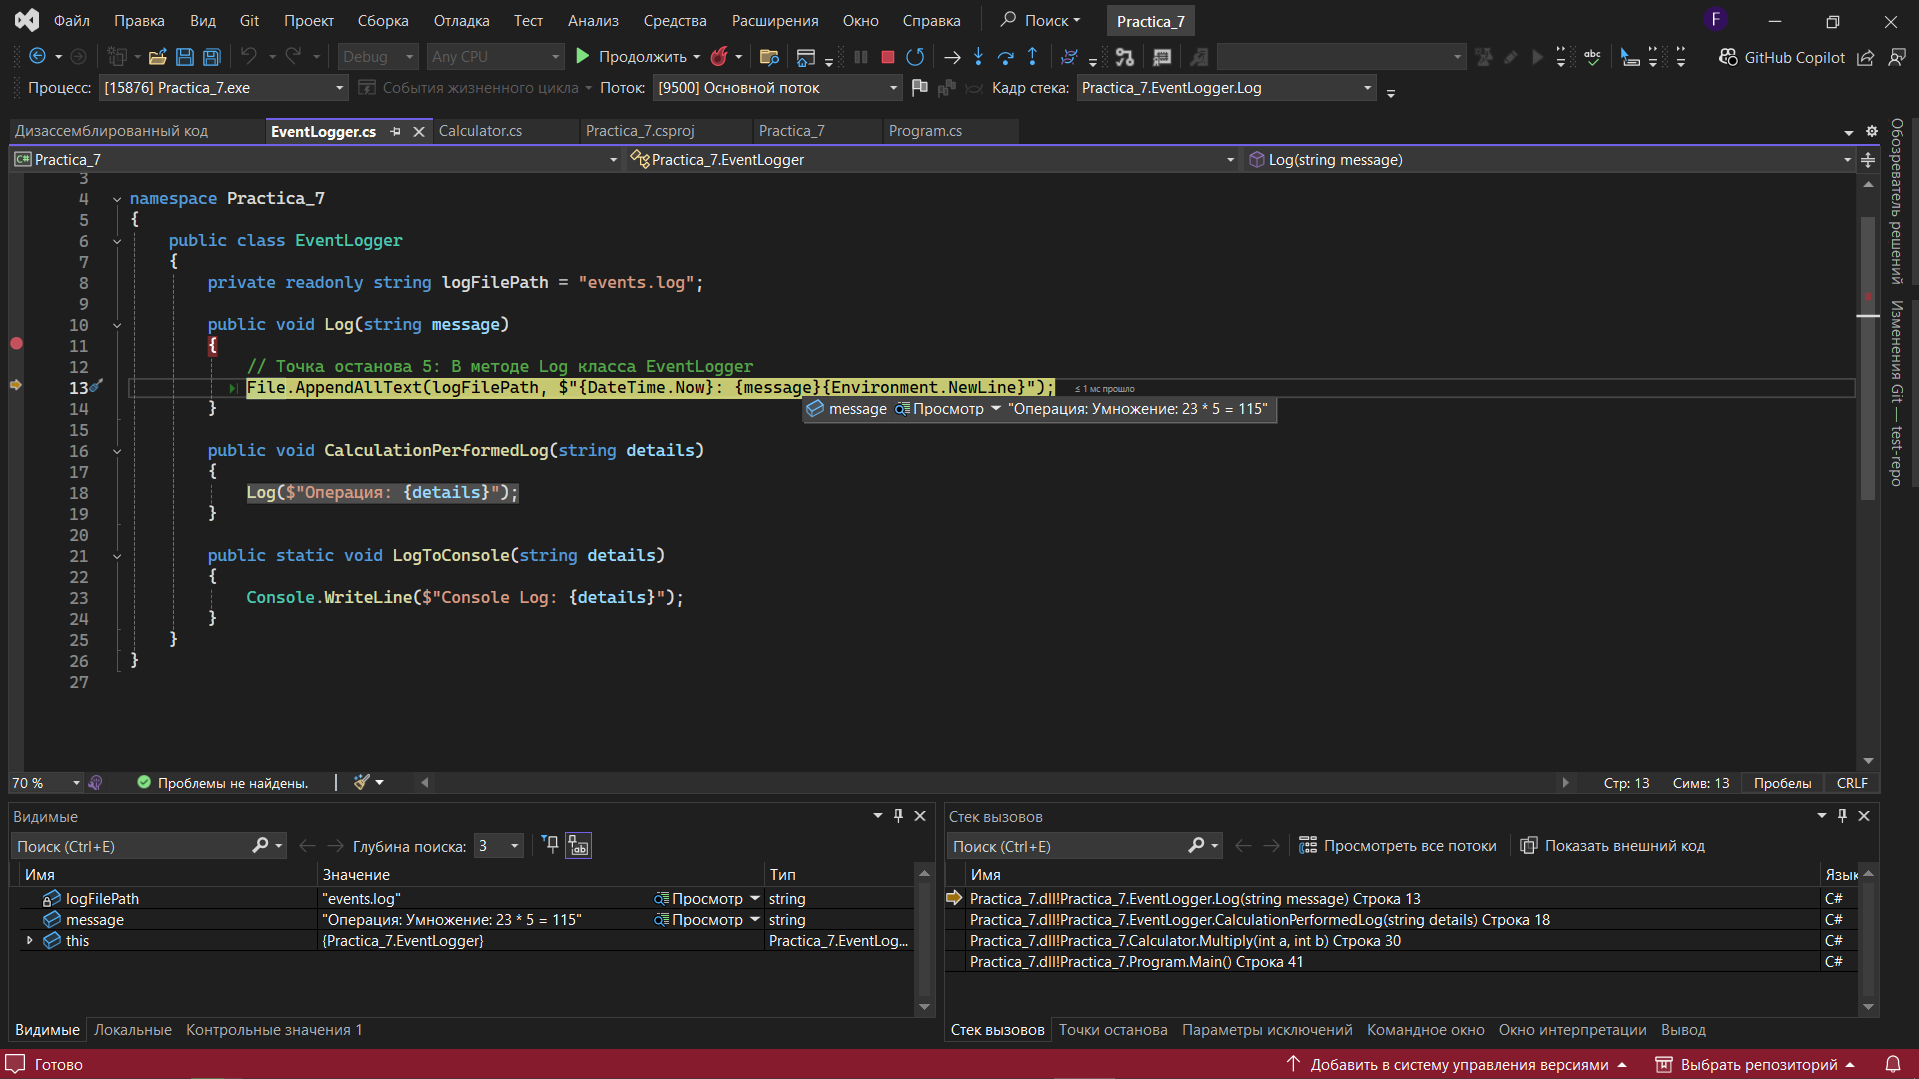 Файл Правка Вид Git Проект Сборка Отладка Тест Анализ Средства Расширения Окно Справка Поиск Practica_7 F
Debug Any CPU Продолжить abc GitHub Copilot
Процесс: [15876] Practica_7.exe События жизненного цикла Поток: [9500] Основной поток Кадр стека: Practica_7.EventLogger.Log
Дизассемблированный код EventLogger.cs Calculator.cs Practica_7.csproj Practica_7 Program.cs
C# Practica_7 Practica_7.EventLogger Log(string message)
3
4 namespace Practica_7
5 {
6 public class EventLogger
7 {
8 private readonly string logFilePath = "events.log";
9
10 public void Log(string message)
11 {
12 // Точка останова 5: В методе Log класса EventLogger
13 File.AppendAllText(logFilePath, $"{DateTime.Now}: {message}{Environment.NewLine}"); ≤ 1 мс прошло
14 }
message Просмотр "Операция: Умножение: 23 * 5 = 115"
15
16 public void CalculationPerformedLog(string details)
17 {
18 Log($"Операция: {details}");
19 }
20
21 public static void LogToConsole(string details)
22 {
23 Console.WriteLine($"Console Log: {details}");
24 }
25 }
26 }
27
Обозреватель решений
Изменения Git — test-repo
70 % Проблемы не найдены. Стр: 13 Симв: 13 Пробелы CRLF
Видимые
Поиск (Ctrl+E) Глубина поиска: 3
Имя Значение Тип
logFilePath "events.log" Просмотр string
message "Операция: Умножение: 23 * 5 = 115" Просмотр string
this {Practica_7.EventLogger} Practica_7.EventLog...
Видимые Локальные Контрольные значения 1
Стек вызовов
Поиск (Ctrl+E) Просмотреть все потоки Показать внешний код
Имя Язык
Practica_7.dll!Practica_7.EventLogger.Log(string message) Строка 13 C#
Practica_7.dll!Practica_7.EventLogger.CalculationPerformedLog(string details) Строка 18 C#
Practica_7.dll!Practica_7.Calculator.Multiply(int a, int b) Строка 30 C#
Practica_7.dll!Practica_7.Program.Main() Строка 41 C#
Стек вызовов Точки останова Параметры исключений Командное окно Окно интерпретации Вывод
Готово Добавить в систему управления версиями Выбрать репозиторий